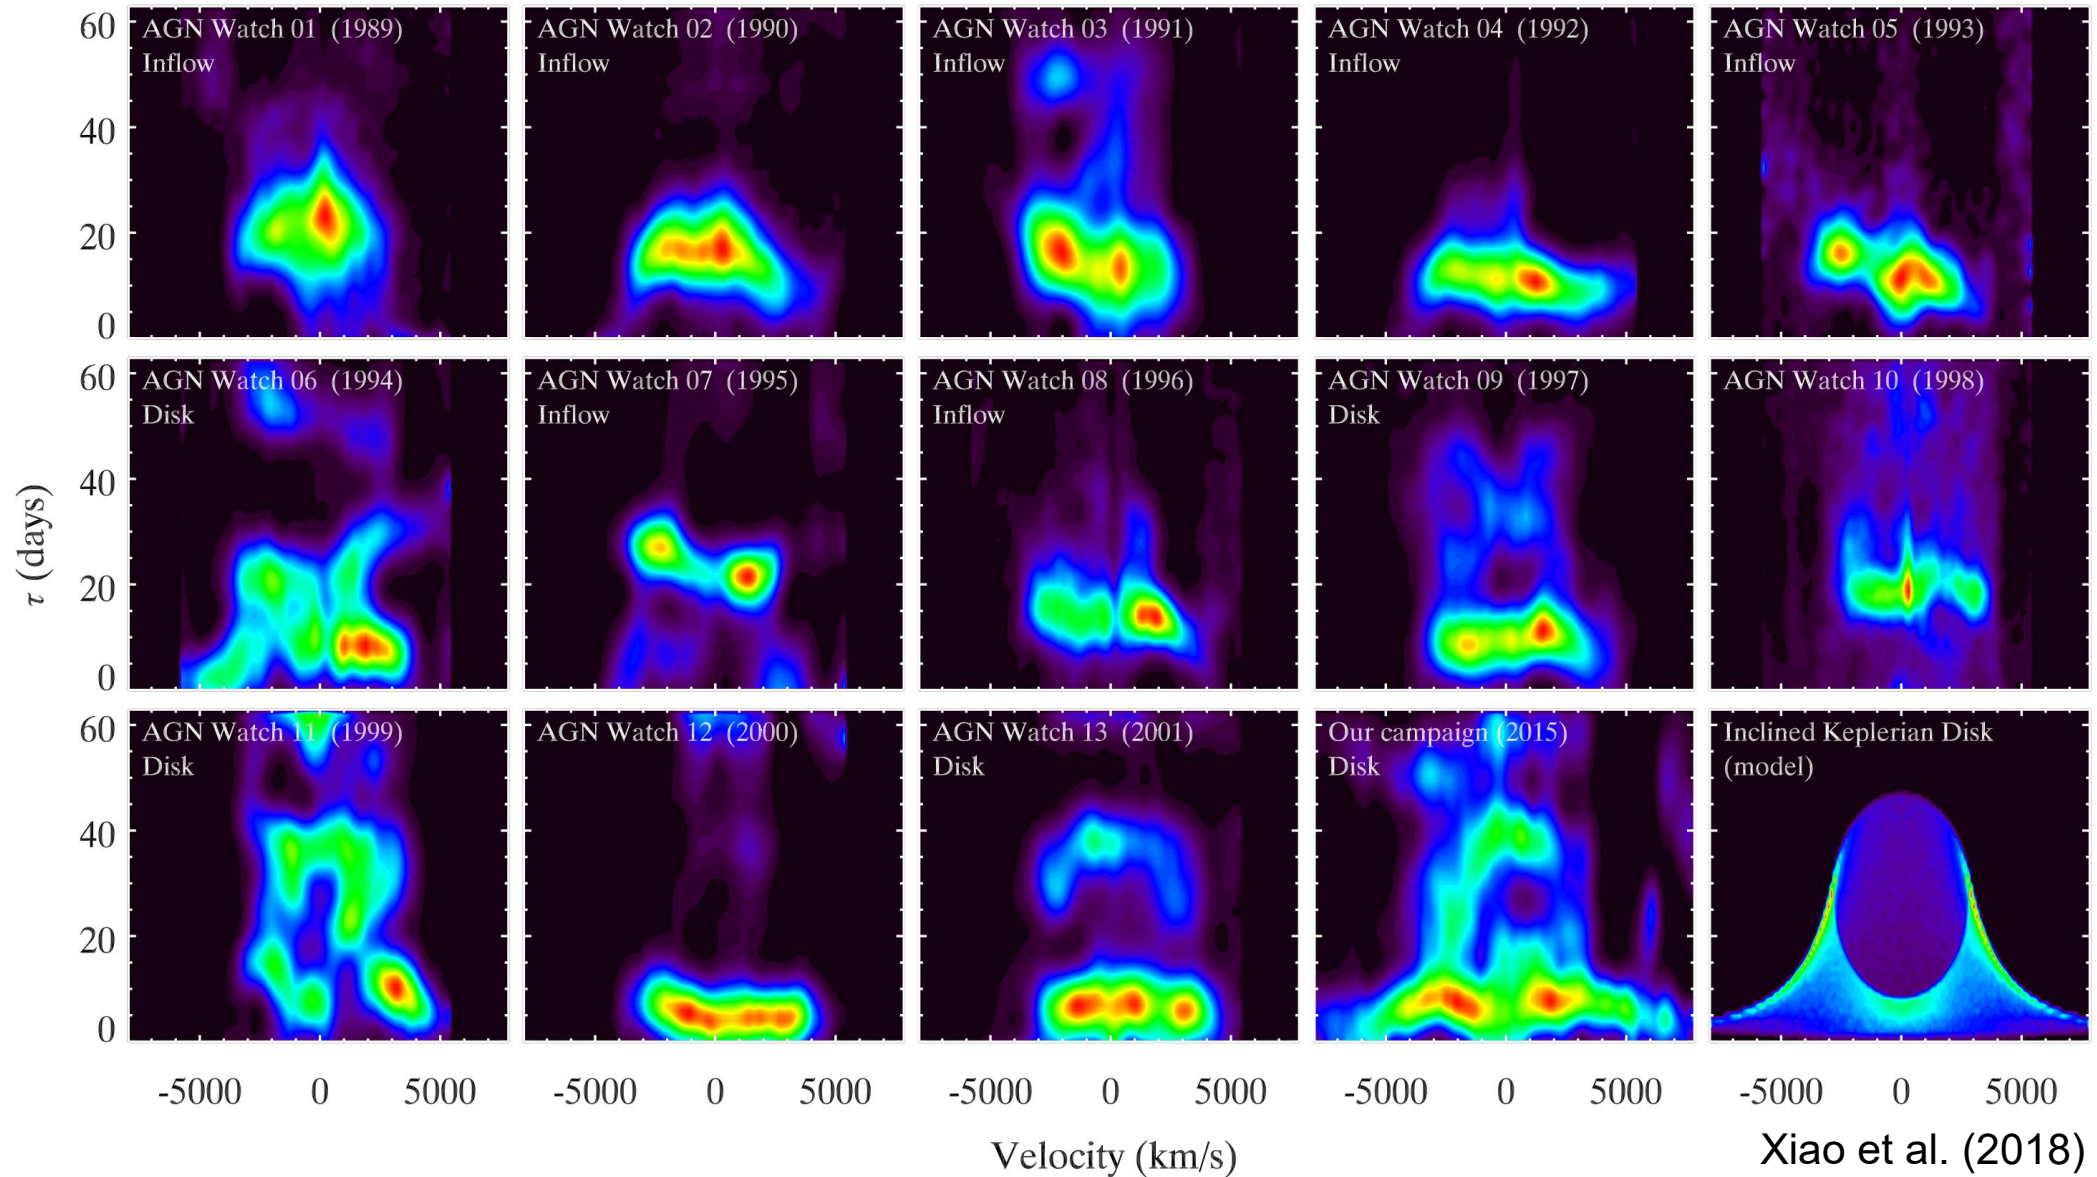 AGN Watch 01 (1989)
Inflow
AGN Watch 02 (1990)
Inflow
AGN Watch 03 (1991)
Inflow
AGN Watch 04 (1992)
Inflow
AGN Watch 05 (1993)
Inflow
60
40
20
0
AGN Watch 06 (1994)
Disk
AGN Watch 07 (1995)
Inflow
AGN Watch 08 (1996)
Inflow
AGN Watch 09 (1997)
Disk
AGN Watch 10 (1998)
60
40
20
0
τ (days)
AGN Watch 11 (1999)
Disk
AGN Watch 12 (2000)
AGN Watch 13 (2001)
Disk
Our campaign (2015)
Disk
Inclined Keplerian Disk
(model)
60
40
20
0
-5000 0 5000
-5000 0 5000
-5000 0 5000
-5000 0 5000
-5000 0 5000
Velocity (km/s)
Xiao et al. (2018)